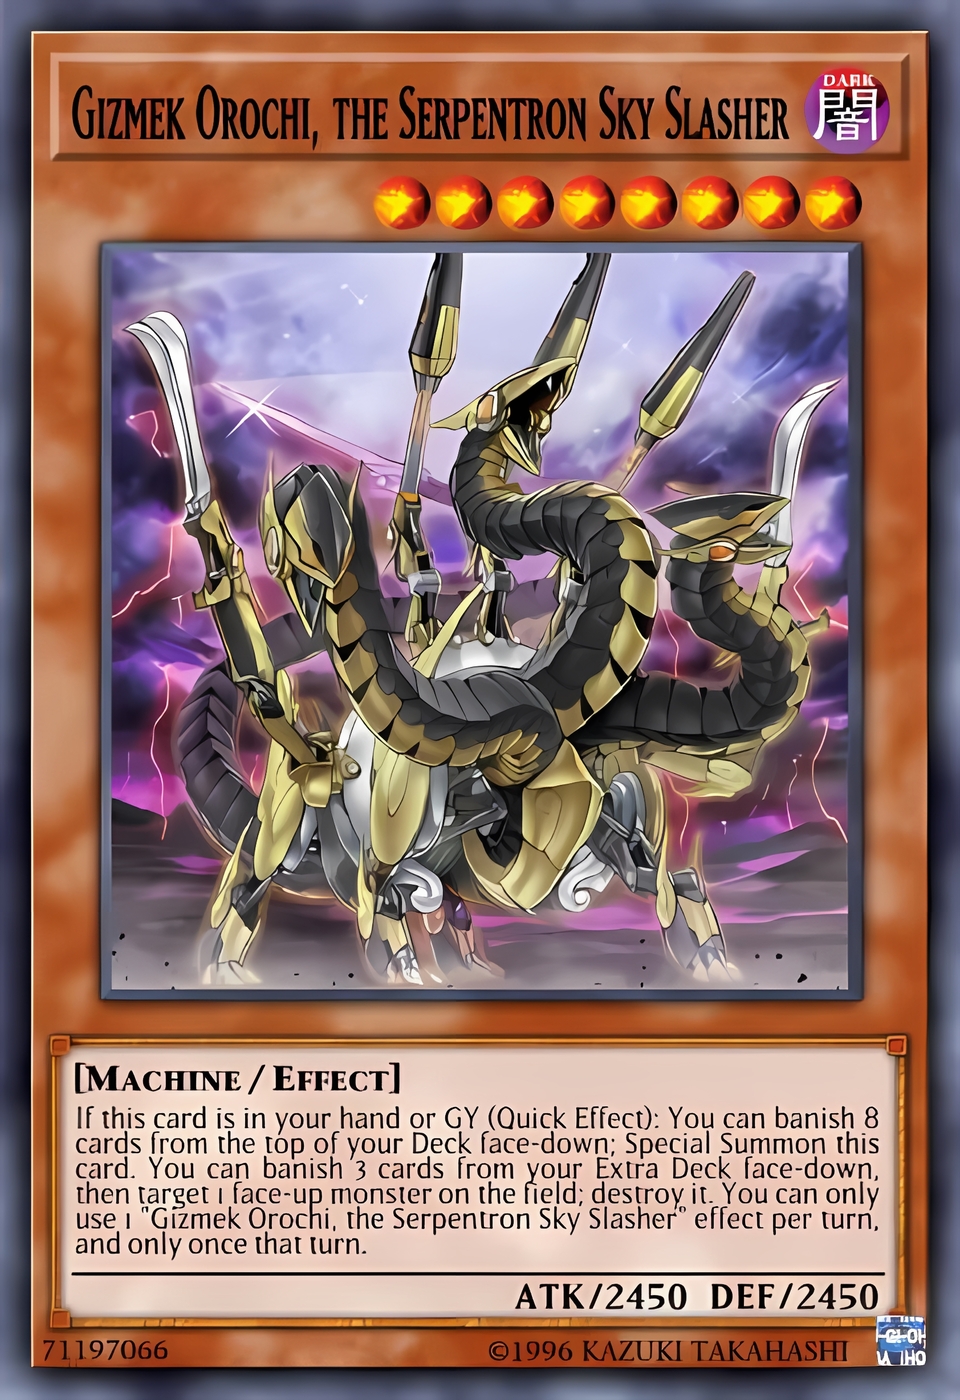 Gizmek Orochi, the Serpentron Sky Slasher
DARK
闇
[Machine / Effect]
If this card is in your hand or GY (Quick Effect): You can banish 8
cards from the top of your Deck face-down; Special Summon this
card. You can banish 3 cards from your Extra Deck face-down,
then target 1 face-up monster on the field; destroy it. You can only
use 1 "Gizmek Orochi, the Serpentron Sky Slasher" effect per turn,
and only once that turn.
ATK/2450 DEF/2450
71197066
©1996 KAZUKI TAKAHASHI